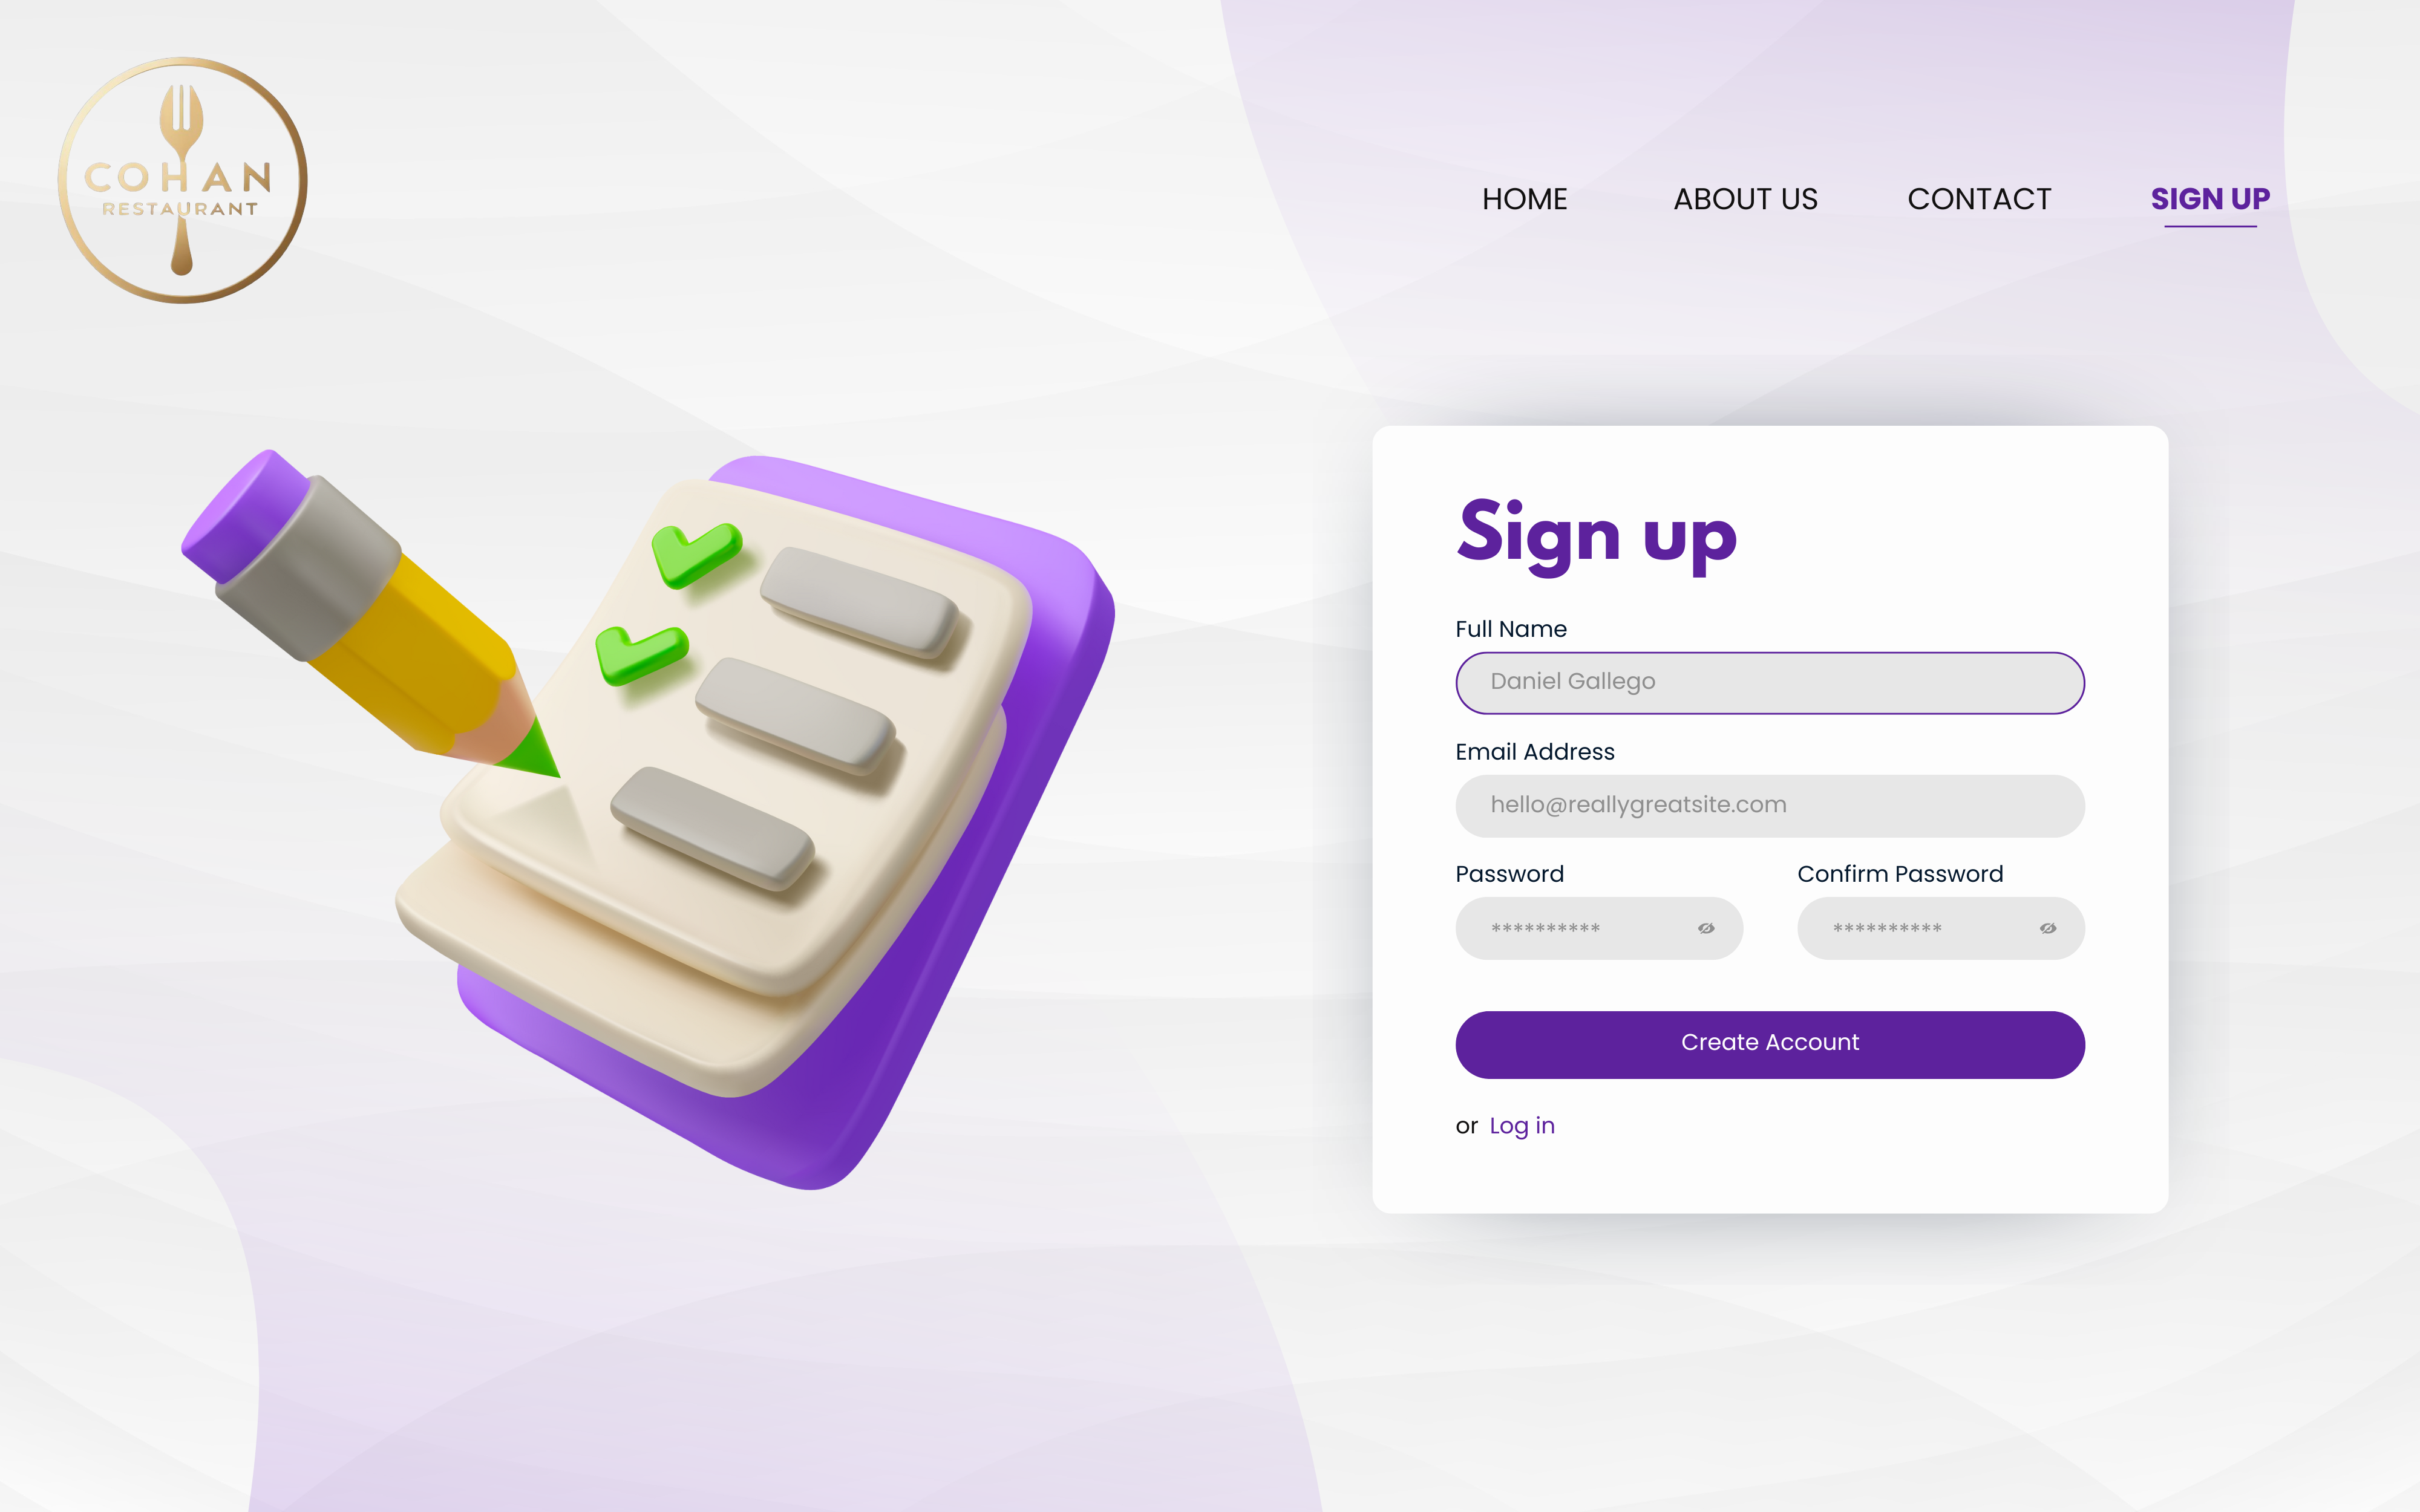 COHAN
RESTAURANT
HOME ABOUT US CONTACT SIGN UP
Sign up
Full Name
Daniel Gallego
Email Address
hello@reallygreatsite.com
Password Confirm Password
********** **********
Create Account
or Log in